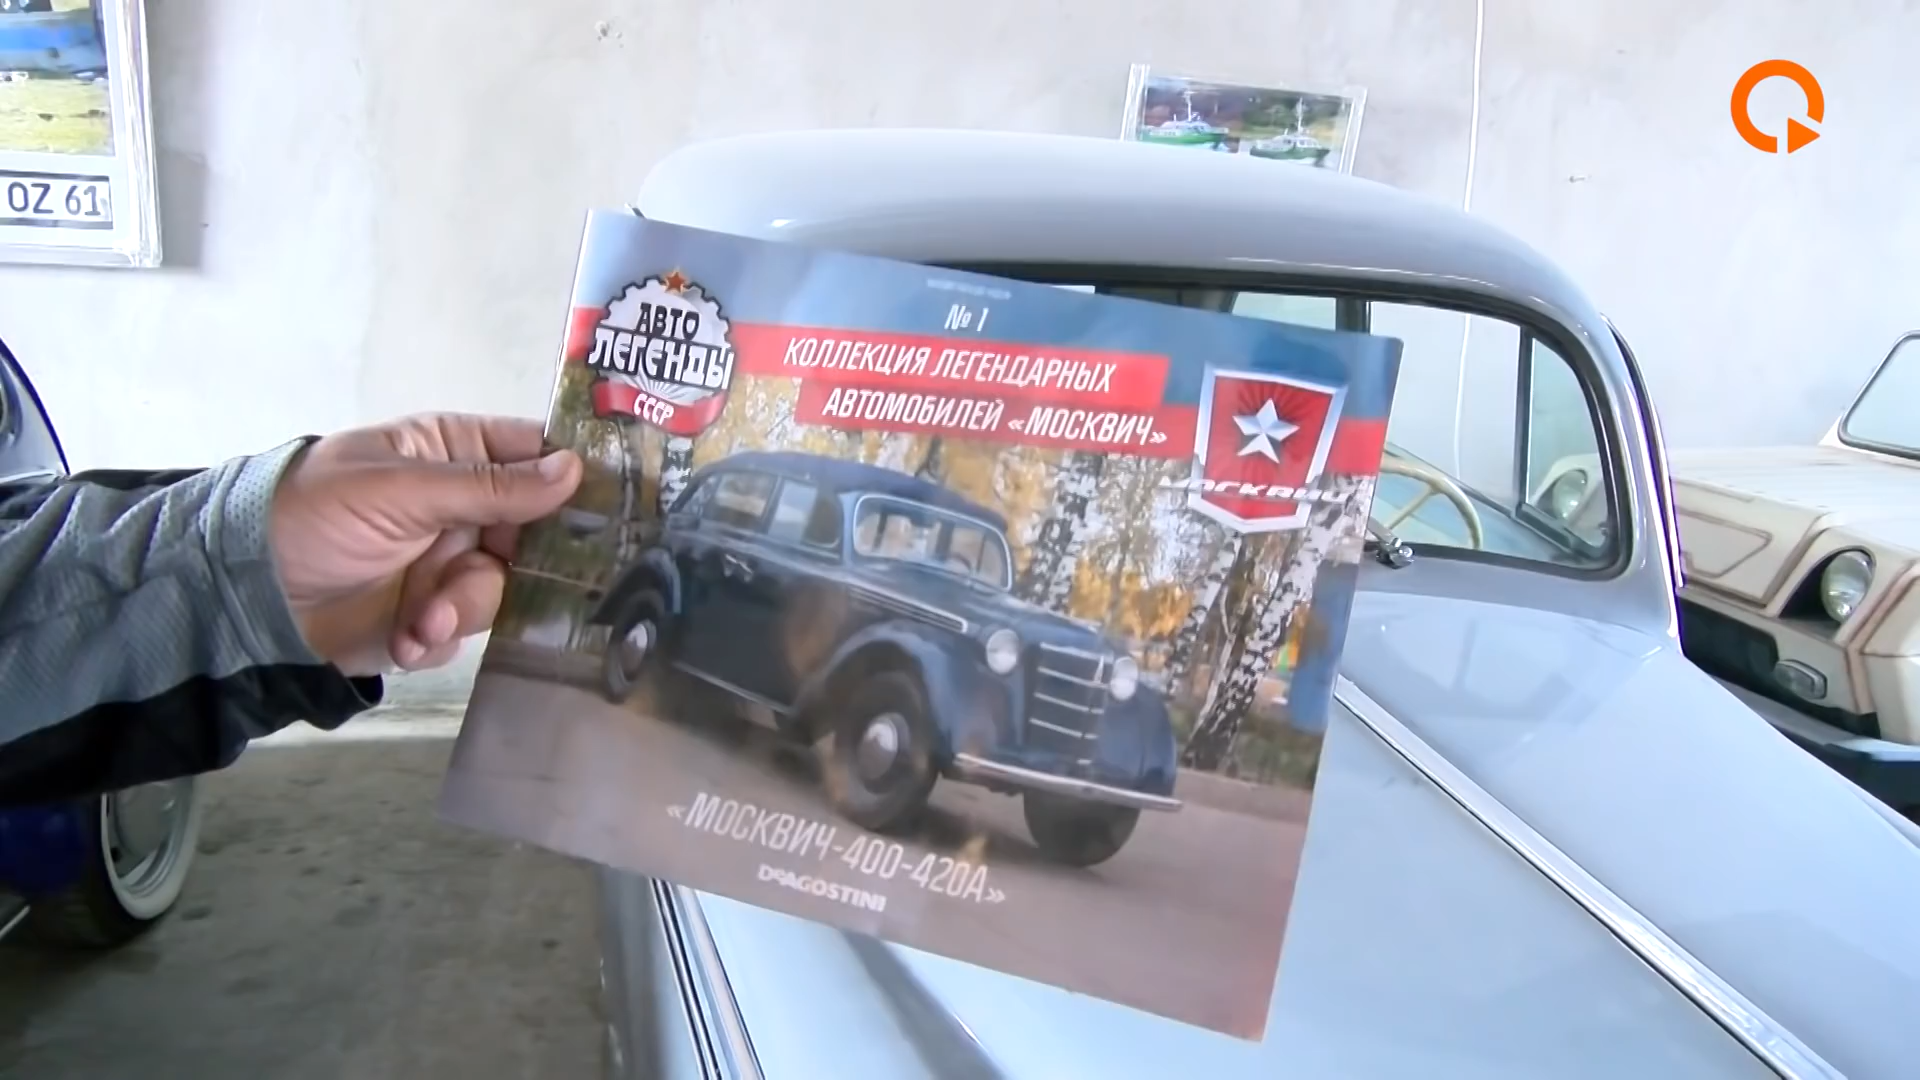 OZ 61
№ 1
АВТО
ЛЕГЕНДЫ
СССР
КОЛЛЕКЦИЯ ЛЕГЕНДАРНЫХ
АВТОМОБИЛЕЙ «МОСКВИЧ»
МОСКВИЧ
«МОСКВИЧ-400-420А»
DeAGOSTINI